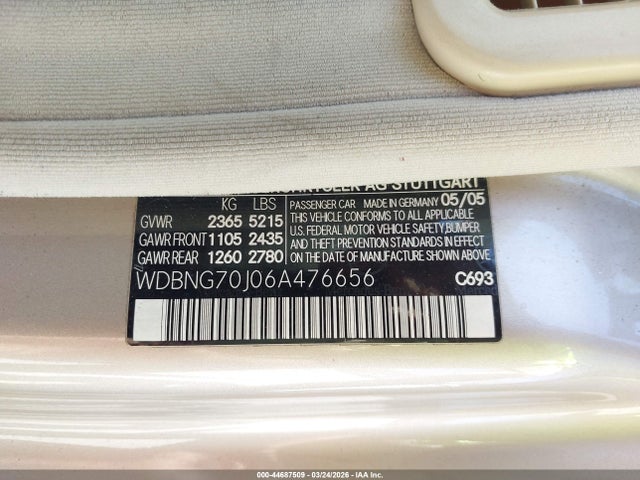 AG STUTTGART
KG LBS
GVWR 2365 5215
GAWR FRONT 1105 2435
GAWR REAR 1260 2780
PASSENGER CAR MADE IN GERMANY 05/05
THIS VEHICLE CONFORMS TO ALL APPLICABLE
U.S. FEDERAL MOTOR VEHICLE SAFETY, BUMPER
AND THEFT PREVENTION STANDARDS IN EFFECT
ON THE DATE OF MANUFACTURE SHOWN ABOVE
WDBNG70J06A476656 C693
000-44687509 - 03/24/2026 - IAA Inc.